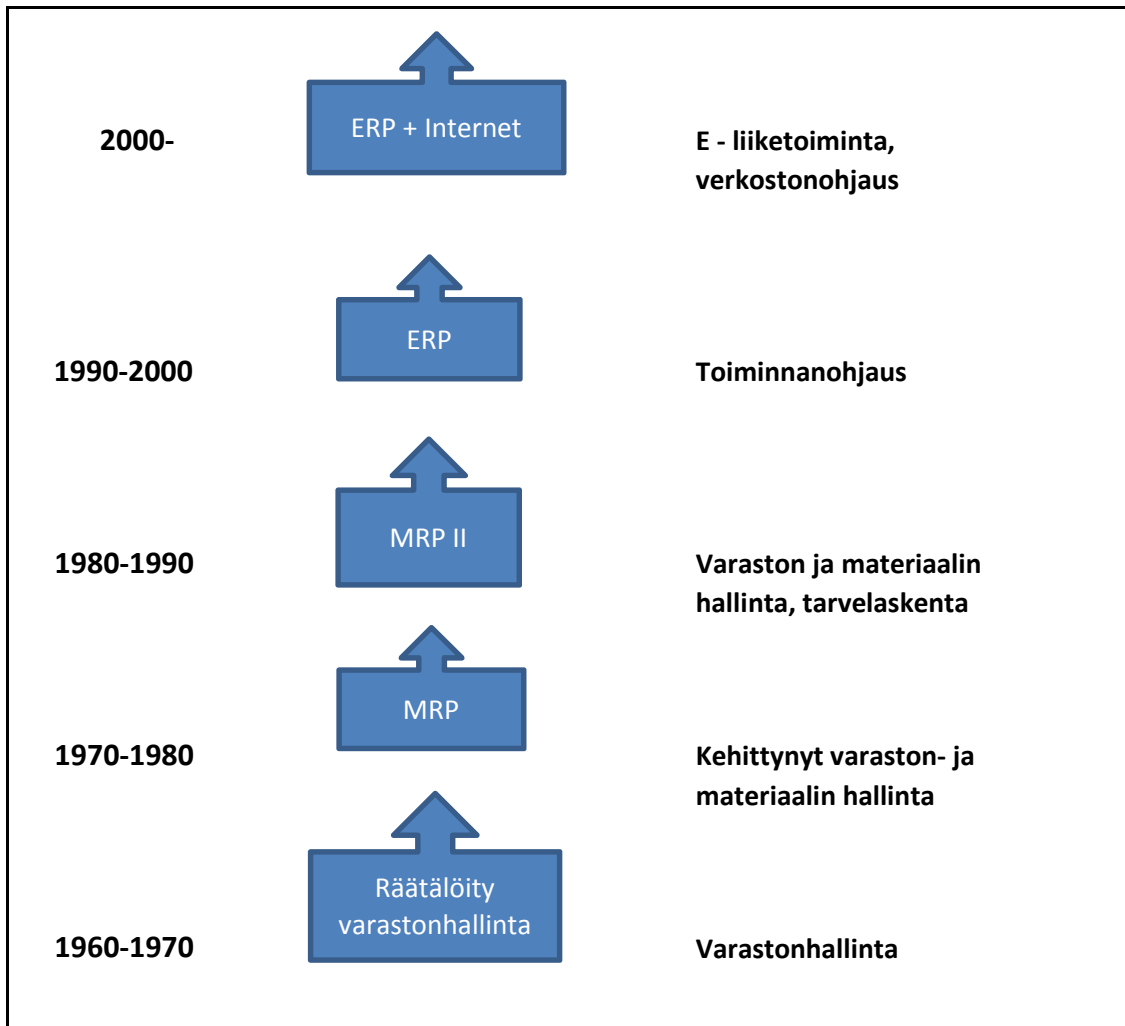 ERP + Internet
2000-
E - liiketoiminta,
verkostonohjaus
ERP
1990-2000
Toiminnanohjaus
MRP II
1980-1990
Varaston ja materiaalin
hallinta, tarvelaskenta
MRP
1970-1980
Kehittynyt varaston- ja
materiaalin hallinta
Räätälöity
varastonhallinta
1960-1970
Varastonhallinta